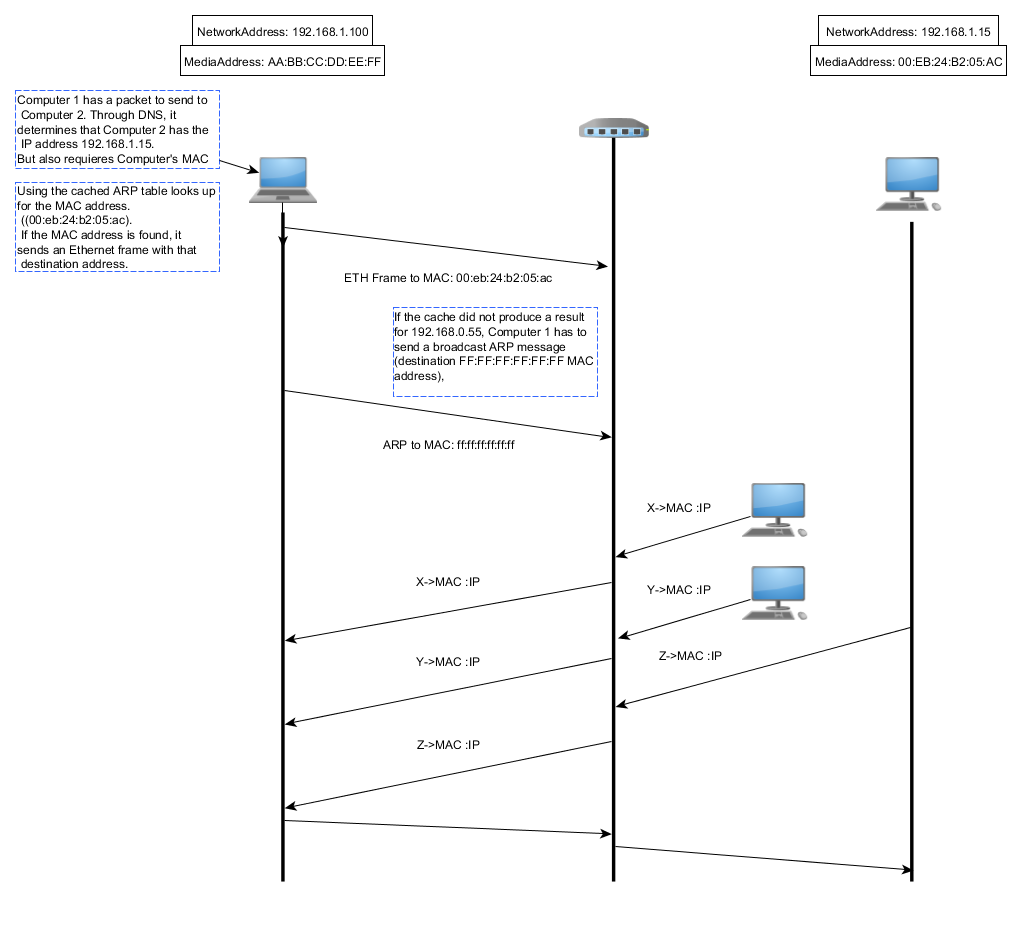 NetworkAddress: 192.168.1.100
MediaAddress: AA:BB:CC:DD:EE:FF
NetworkAddress: 192.168.1.15
MediaAddress: 00:EB:24:B2:05:AC
Computer 1 has a packet to send to
Computer 2. Through DNS, it
determines that Computer 2 has the
IP address 192.168.1.15.
But also requieres Computer's MAC
Using the cached ARP table looks up
for the MAC address.
((00:eb:24:b2:05:ac).
If the MAC address is found, it
sends an Ethernet frame with that
destination address.
ETH Frame to MAC: 00:eb:24:b2:05:ac
If the cache did not produce a result
for 192.168.0.55, Computer 1 has to
send a broadcast ARP message
(destination FF:FF:FF:FF:FF:FF MAC
address),
ARP to MAC: ff:ff:ff:ff:ff:ff
X->MAC :IP
X->MAC :IP
Y->MAC :IP
Y->MAC :IP
Z->MAC :IP
Z->MAC :IP